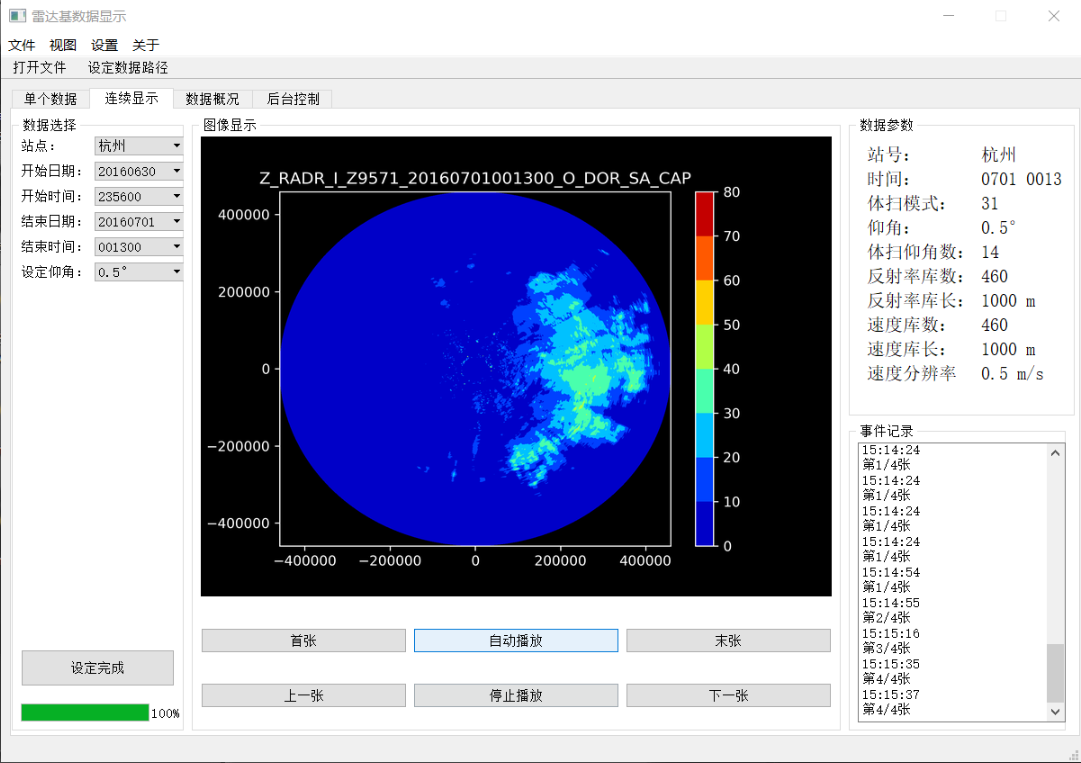 雷达基数据显示
文件 视图 设置 关于
打开文件 设定数据路径
单个数据 连续显示 数据概况 后台控制
数据选择
站点： 杭州
开始日期： 20160630
开始时间： 235600
结束日期： 20160701
结束时间： 001300
设定仰角： 0.5°
设定完成
100%
图像显示
Z_RADR_I_Z9571_20160701001300_O_DOR_SA_CAP
400000
200000
0
−200000
−400000
−400000 −200000 0 200000 400000
80
70
60
50
40
30
20
10
0
首张 自动播放 末张
上一张 停止播放 下一张
数据参数
站号： 杭州
时间： 0701 0013
体扫模式： 31
仰角： 0.5°
体扫仰角数： 14
反射率库数： 460
反射率库长： 1000 m
速度库数： 460
速度库长： 1000 m
速度分辨率 0.5 m/s
事件记录
15:14:24
第1/4张
15:14:24
第1/4张
15:14:24
第1/4张
15:14:24
第1/4张
15:14:54
第1/4张
15:14:55
第2/4张
15:15:16
第3/4张
15:15:35
第4/4张
15:15:37
第4/4张